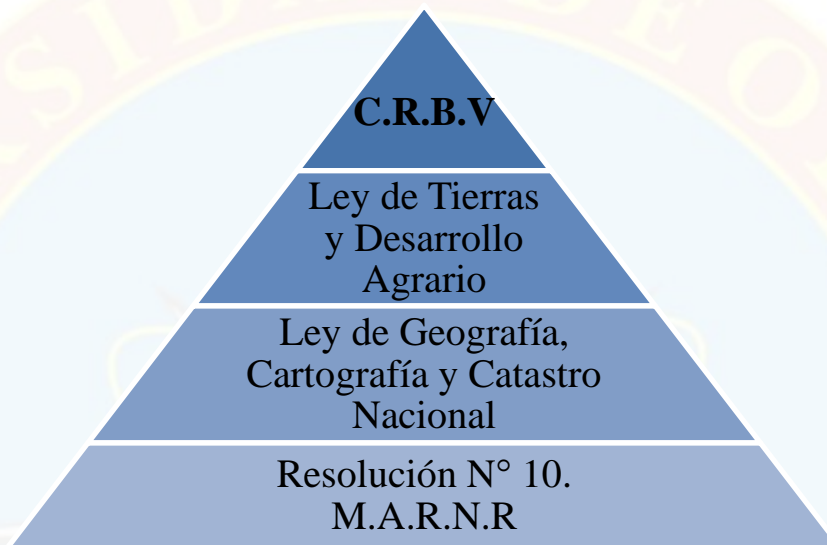 C.R.B.V
Ley de Tierras
y Desarrollo
Agrario
Ley de Geografía,
Cartografía y Catastro
Nacional
Resolución N° 10.
M.A.R.N.R